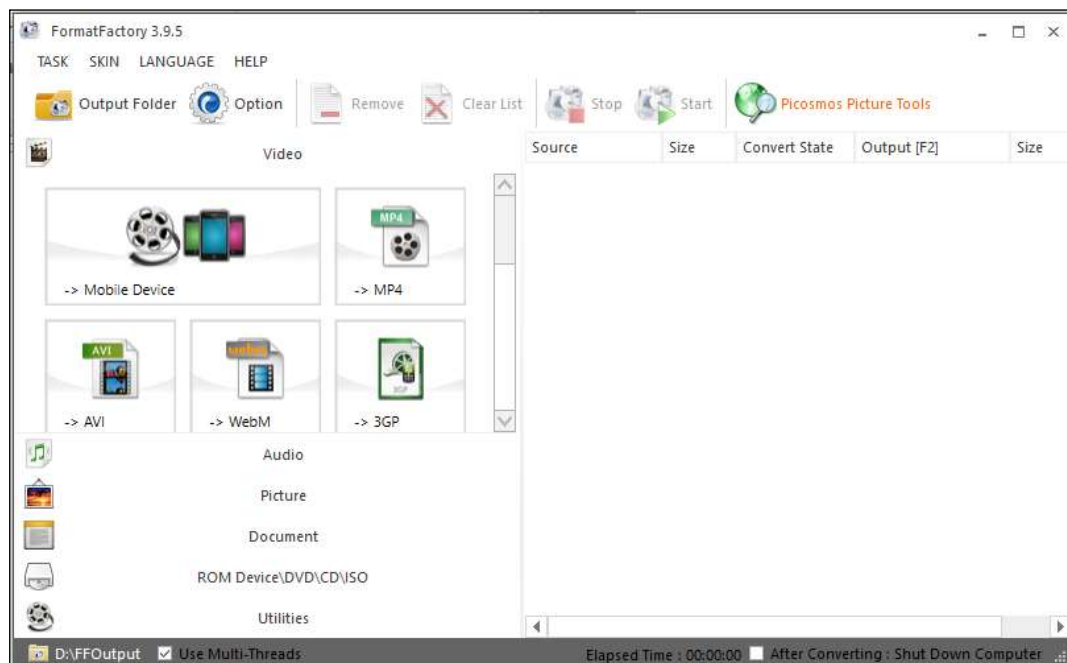 FormatFactory 3.9.5
TASK SKIN LANGUAGE HELP
Output Folder Option Remove Clear List Stop Start Picosmos Picture Tools
Video
Source Size Convert State Output [F2] Size
MP4
-> Mobile Device -> MP4
AVI webm 3GP
-> AVI -> WebM -> 3GP
Audio
Picture
Document
ROM Device\DVD\CD\ISO
Utilities
D:\FFOutput Use Multi-Threads Elapsed Time : 00:00:00 After Converting : Shut Down Computer